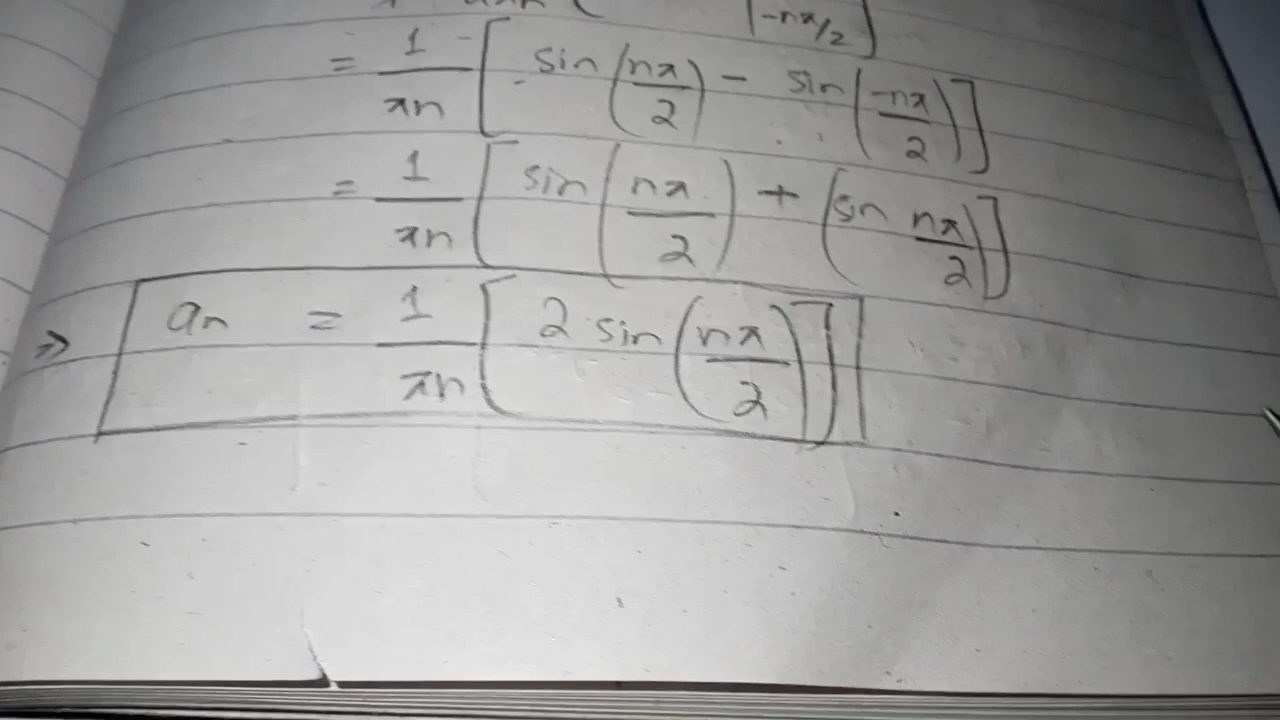 -nπ/2]
= 1/πn [sin(nπ/2) - sin(-nπ/2)]
= 1/πn [sin(nπ/2) + (sin nπ/2)]
⇒ an = 1/πn [2 sin(nπ/2)]